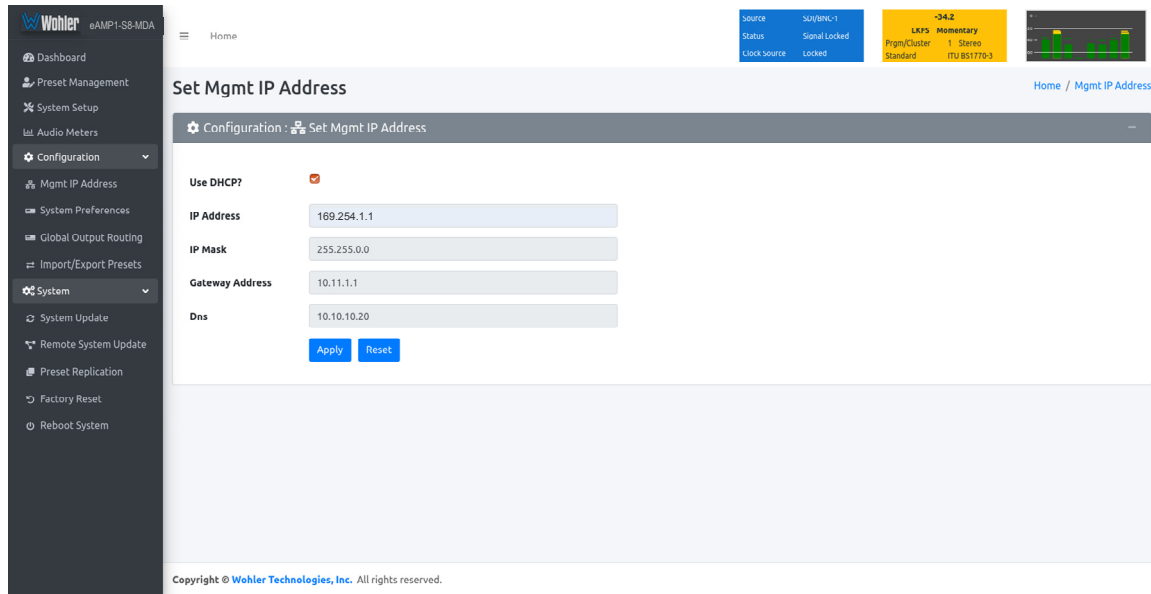 Wohler eAMP1-S8-MDA
Dashboard
Preset Management
System Setup
Audio Meters
Configuration
Mgmt IP Address
System Preferences
Global Output Routing
Import/Export Presets
System
System Update
Remote System Update
Preset Replication
Factory Reset
Reboot System
Home
Source SDI/BNC-1
Status Signal Locked
Clock Source Locked
-34.2
LKFS Momentary
Prgm/Cluster 1 Stereo
Standard ITU BS1770-3
Set Mgmt IP Address
Home / Mgmt IP Address
Configuration : Set Mgmt IP Address
Use DHCP?
IP Address 169.254.1.1
IP Mask 255.255.0.0
Gateway Address 10.11.1.1
Dns 10.10.10.20
Apply Reset
Copyright © Wohler Technologies, Inc. All rights reserved.